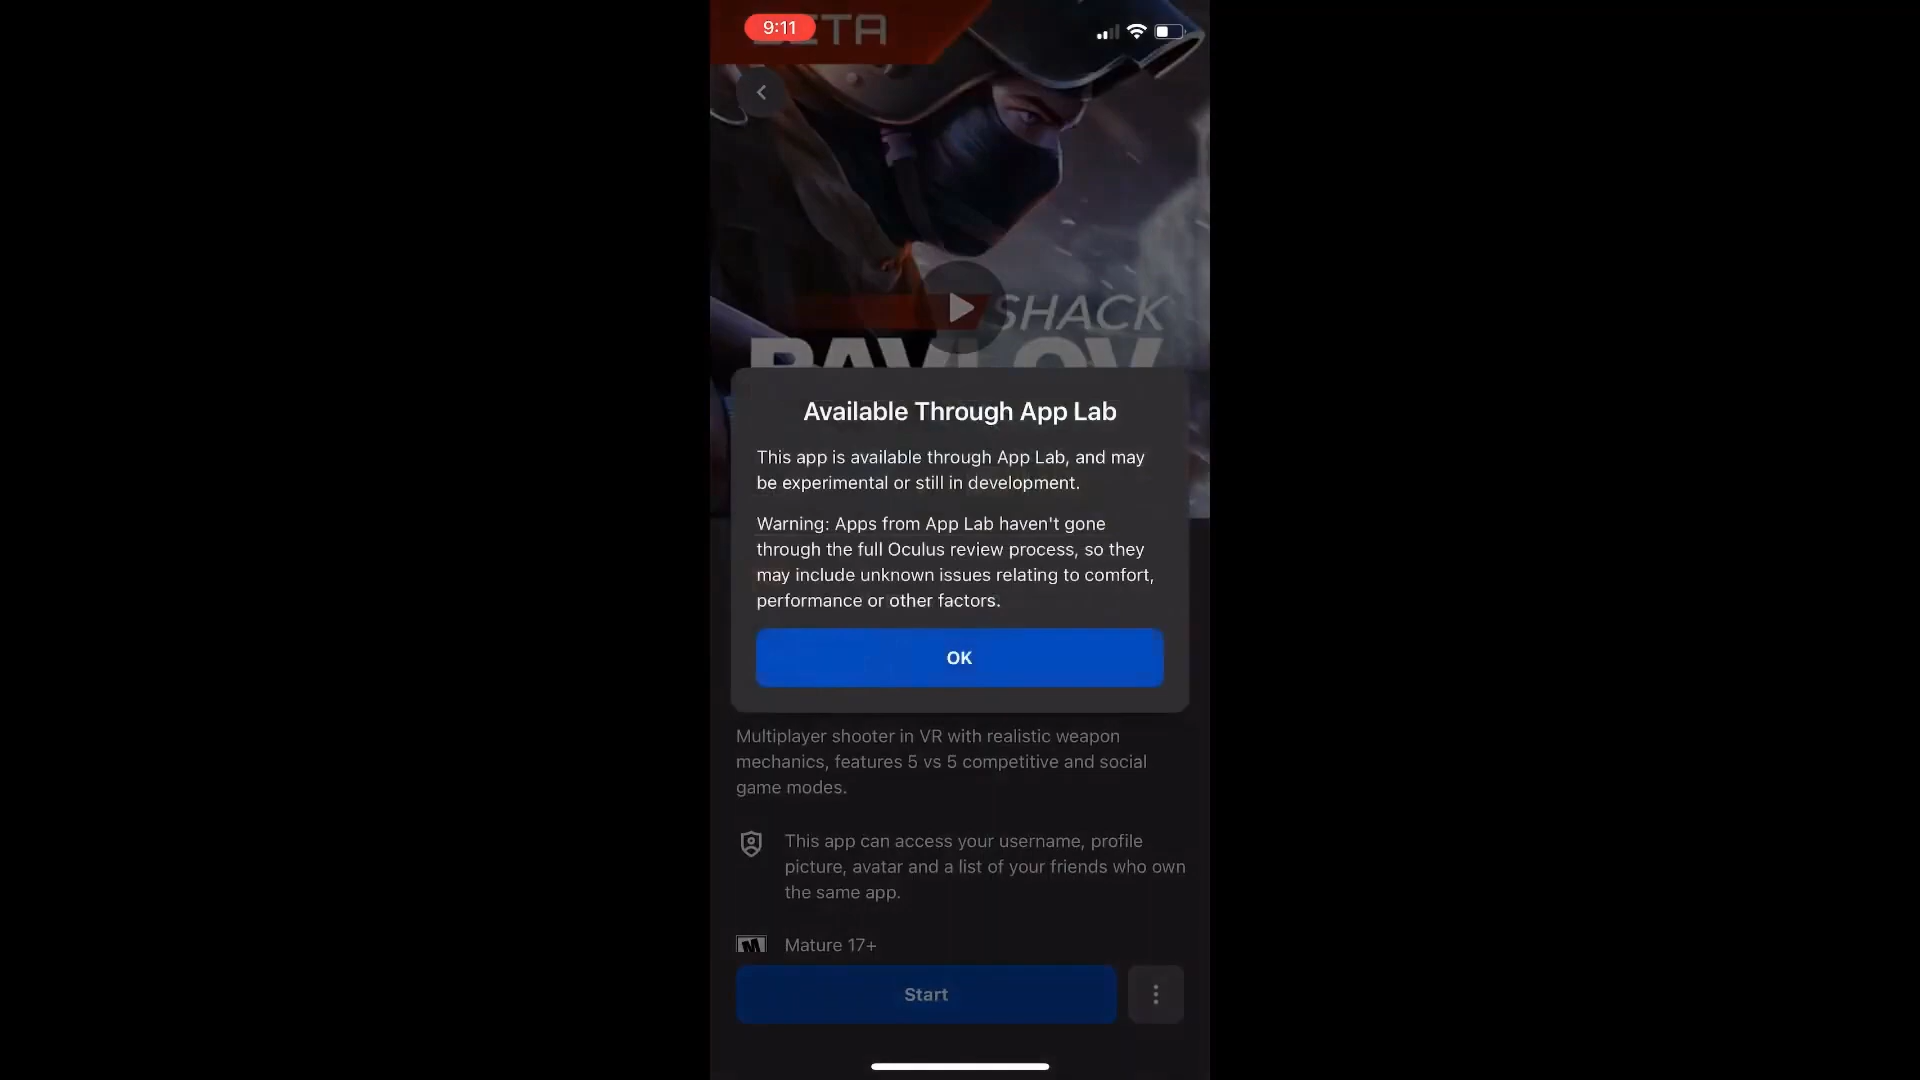 9:11
BETA
SHACK
PAVLOV
Available Through App Lab
This app is available through App Lab, and may
be experimental or still in development.
Warning: Apps from App Lab haven't gone
through the full Oculus review process, so they
may include unknown issues relating to comfort,
performance or other factors.
OK
Multiplayer shooter in VR with realistic weapon
mechanics, features 5 vs 5 competitive and social
game modes.
This app can access your username, profile
picture, avatar and a list of your friends who own
the same app.
M
Mature 17+
Start